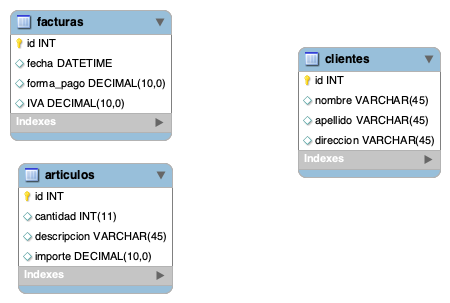 facturas
id INT
fecha DATETIME
forma_pago DECIMAL(10,0)
IVA DECIMAL(10,0)
Indexes
clientes
id INT
nombre VARCHAR(45)
apellido VARCHAR(45)
direccion VARCHAR(45)
Indexes
articulos
id INT
cantidad INT(11)
descripcion VARCHAR(45)
importe DECIMAL(10,0)
Indexes